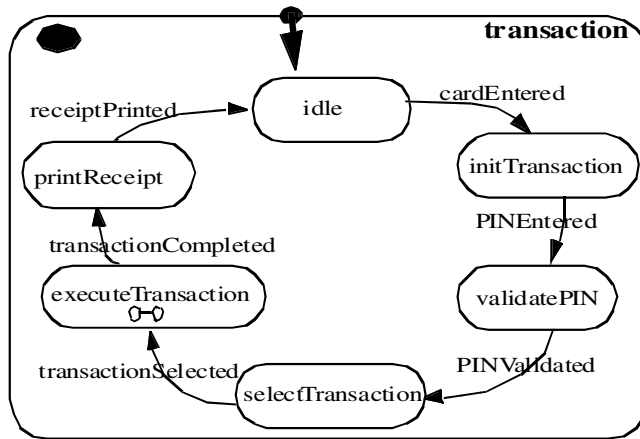 transaction
receiptPrinted
idle
cardEntered
printReceipt
initTransaction
PINEntered
transactionCompleted
executeTransaction
validatePIN
transactionSelected
PINValidated
selectTransaction